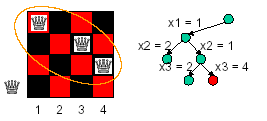 x1 = 1
x2 = 2
x2 = 1
x3 = 2
x3 = 4
1 2 3 4